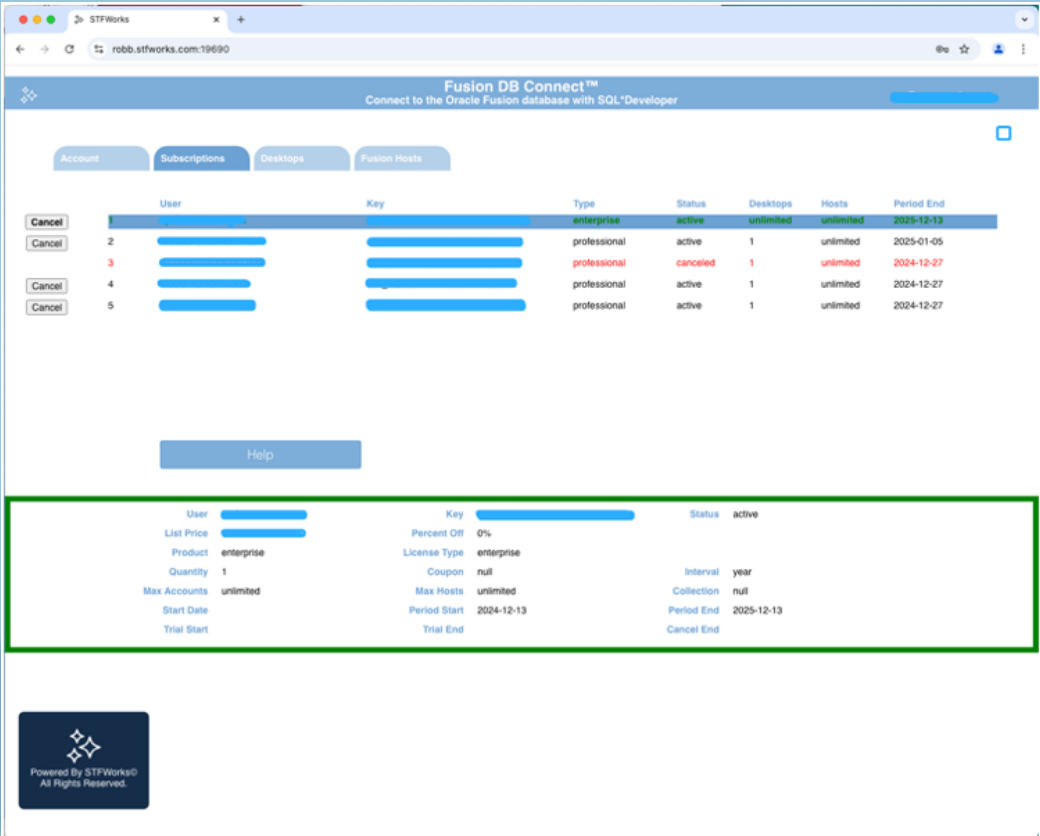 STFWorks
robb.stfworks.com:19690
Fusion DB Connect™
Connect to the Oracle Fusion database with SQL*Developer
Account Subscriptions Desktops Fusion Hosts
User Key Type Status Desktops Hosts Period End
Cancel 1 enterprise active unlimited unlimited 2025-12-13
Cancel 2 professional active 1 unlimited 2025-01-05
3 professional canceled 1 unlimited 2024-12-27
Cancel 4 professional active 1 unlimited 2024-12-27
Cancel 5 professional active 1 unlimited 2024-12-27
Help
User Key Status active
List Price Percent Off 0%
Product enterprise License Type enterprise
Quantity 1 Coupon null Interval year
Max Accounts unlimited Max Hosts unlimited Collection null
Start Date Period Start 2024-12-13 Period End 2025-12-13
Trial Start Trial End Cancel End
Powered By STFWorks©
All Rights Reserved.